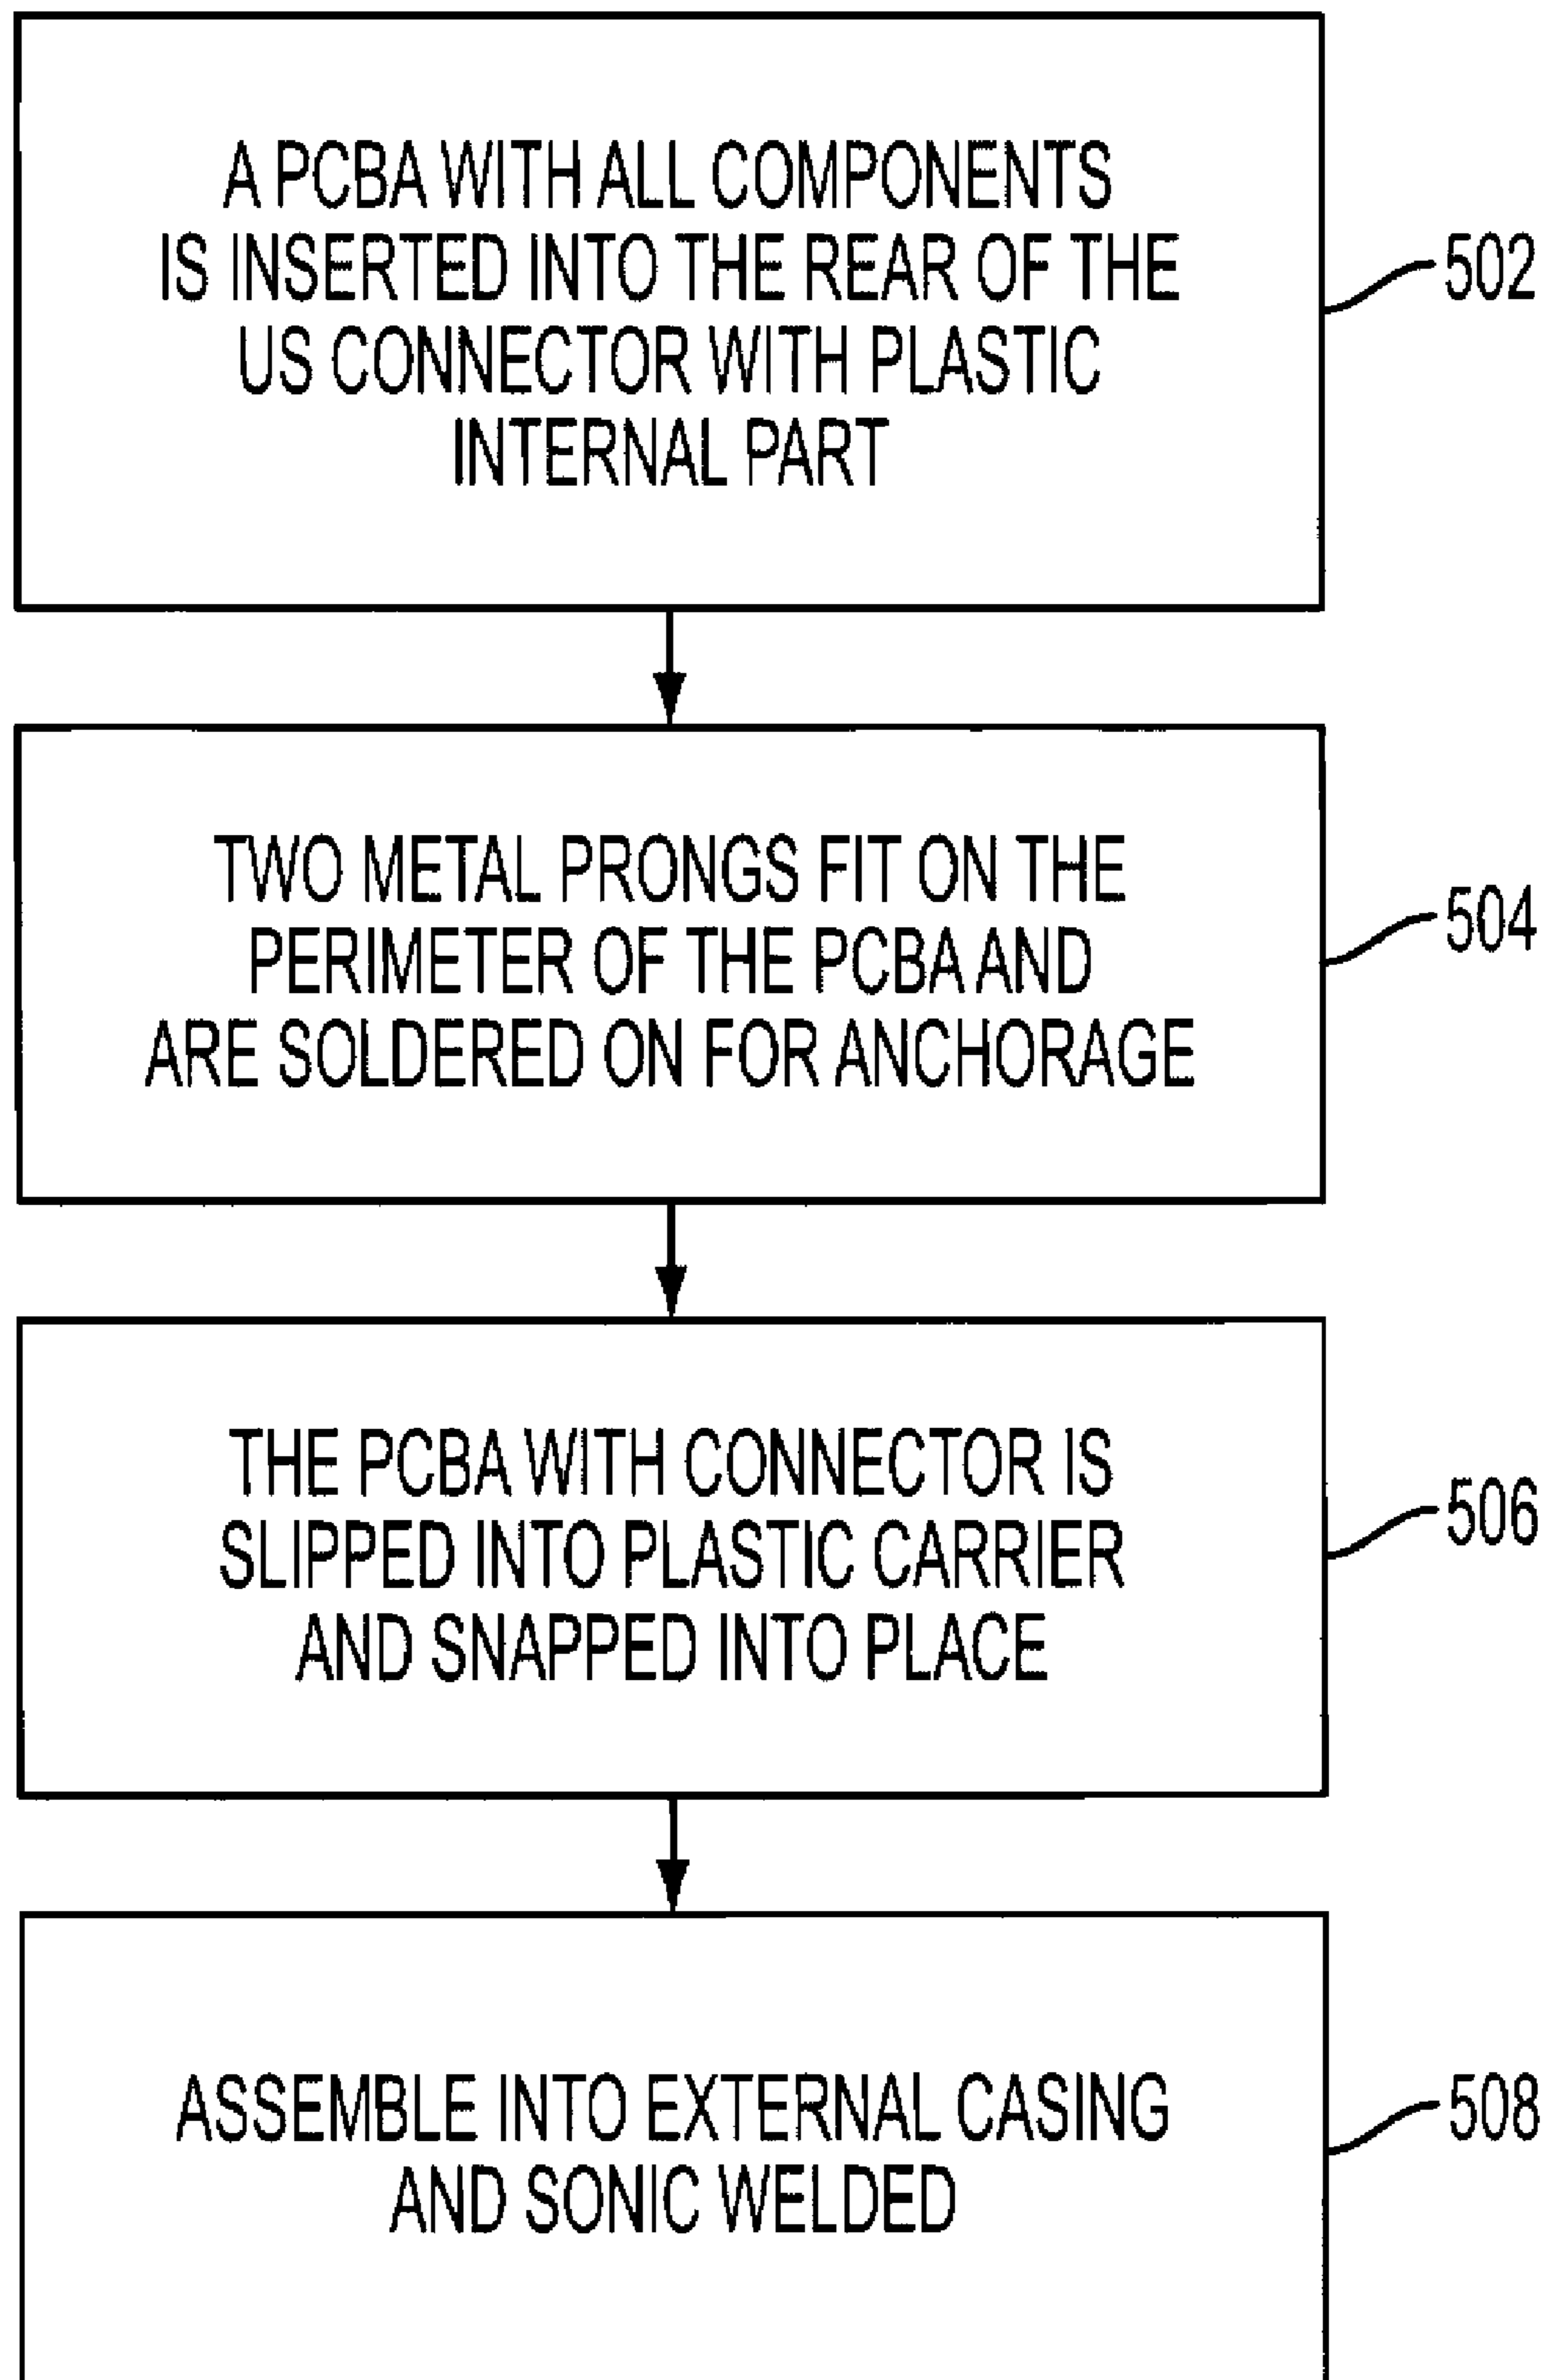 A PCBA WITH ALL COMPONENTS
IS INSERTED INTO THE REAR OF THE
US CONNECTOR WITH PLASTIC
INTERNAL PART
502
TWO METAL PRONGS FIT ON THE
PERIMETER OF THE PCBA AND
ARE SOLDERED ON FOR ANCHORAGE
504
THE PCBA WITH CONNECTOR IS
SLIPPED INTO PLASTIC CARRIER
AND SNAPPED INTO PLACE
506
ASSEMBLE INTO EXTERNAL CASING
AND SONIC WELDED
508